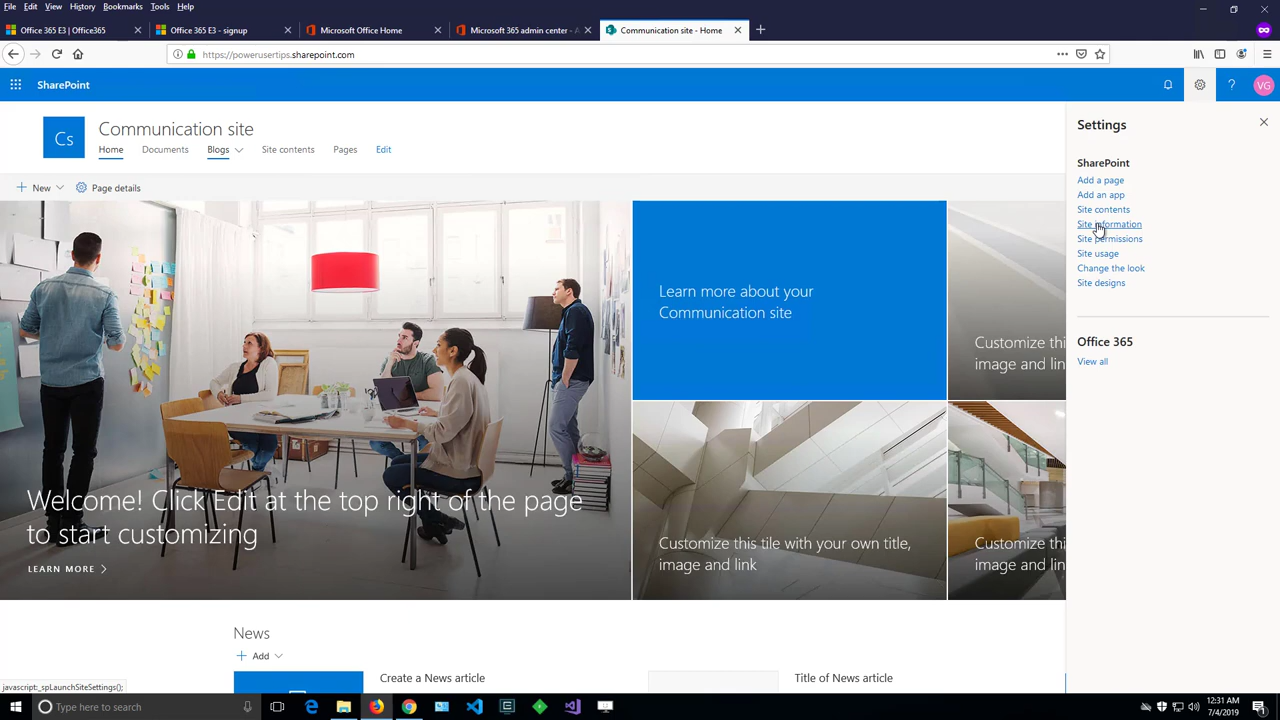 File Edit View History Bookmarks Tools Help
Office 365 E3 | Office365
Office 365 E3 - signup
Microsoft Office Home
Microsoft 365 admin center - A
Communication site - Home
https://powerusertips.sharepoint.com
SharePoint
VG
Cs
Communication site
Home Documents Blogs Site contents Pages Edit
New Page details
Settings
SharePoint
Add a page
Add an app
Site contents
Site information
Site permissions
Site usage
Change the look
Site designs
Office 365
View all
Learn more about your
Communication site
Customize thi
image and lin
Welcome! Click Edit at the top right of the page
to start customizing
LEARN MORE
Customize this tile with your own title,
image and link
Customize thi
image and lin
News
Add
Create a News article
Title of News article
javascript:_spLaunchSiteSettings();
Type here to search
12:31 AM
7/4/2019